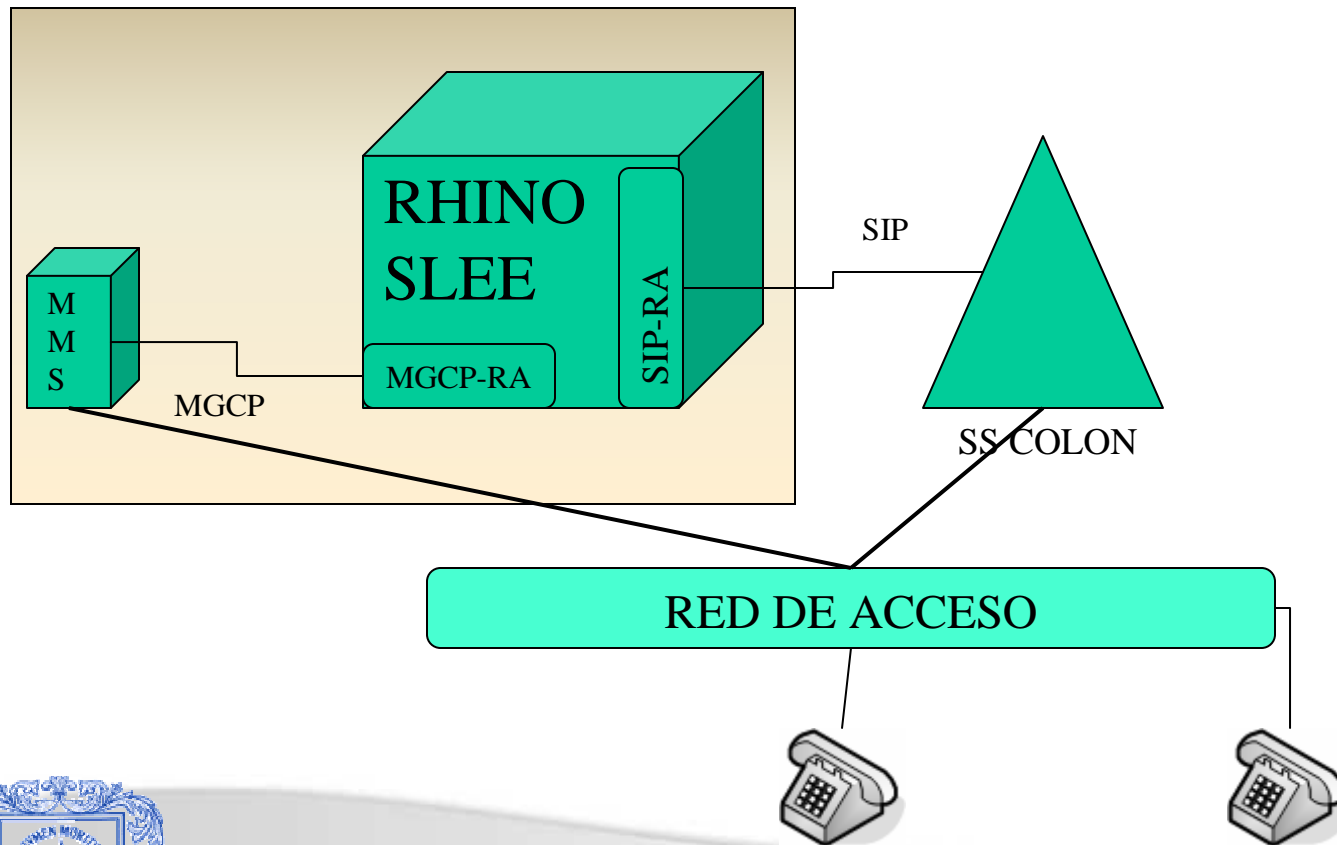 RHINO
SLEE
SIP-RA
MGCP-RA
M
M
S
MGCP
SIP
SS COLON
RED DE ACCESO